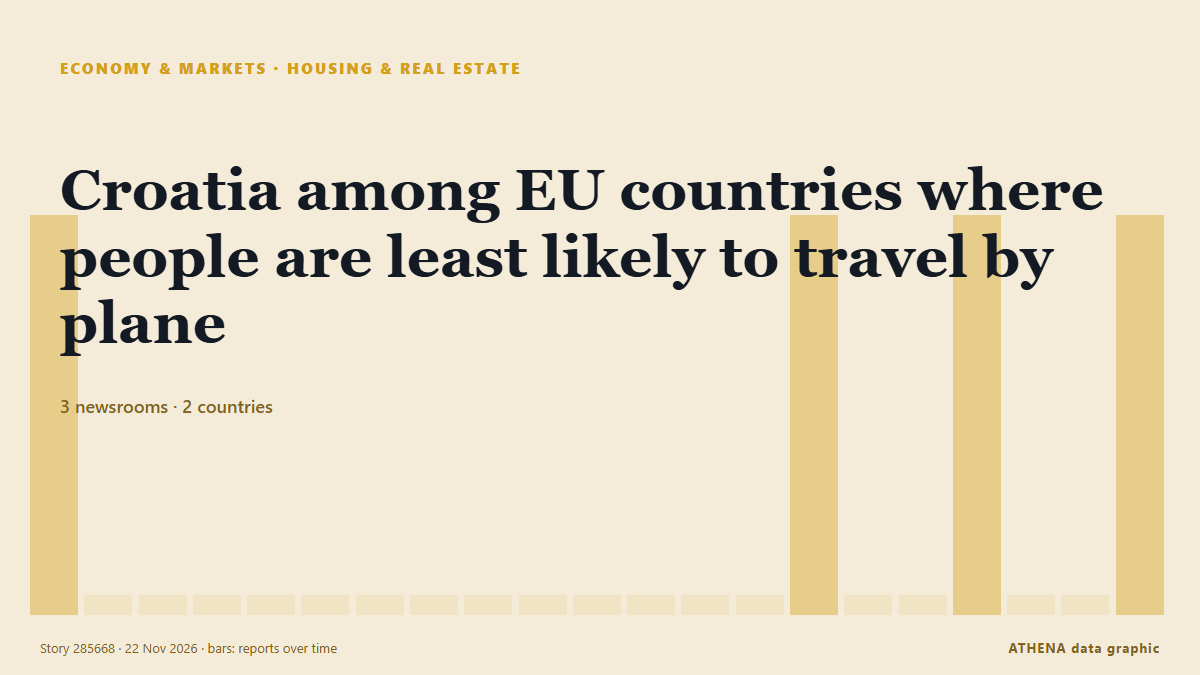 ECONOMY & MARKETS · HOUSING & REAL ESTATE
Croatia among EU countries where
people are least likely to travel by
plane
3 newsrooms · 2 countries
Story 285668 · 22 Nov 2026 · bars: reports over time
ATHENA data graphic